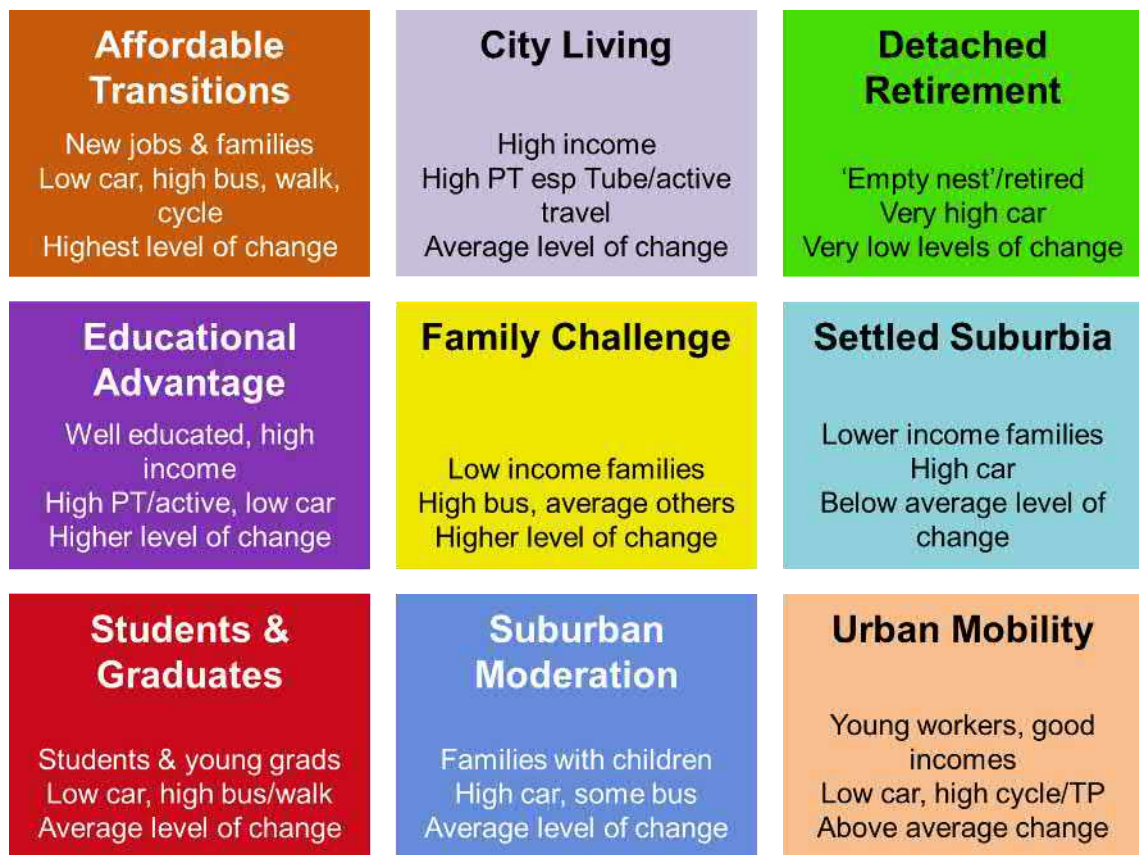 Affordable
Transitions
New jobs & families
Low car, high bus, walk,
cycle
Highest level of change
City Living
High income
High PT esp Tube/active
travel
Average level of change
Detached
Retirement
‘Empty nest’/retired
Very high car
Very low levels of change
Educational
Advantage
Well educated, high
income
High PT/active, low car
Higher level of change
Family Challenge
Low income families
High bus, average others
Higher level of change
Settled Suburbia
Lower income families
High car
Below average level of
change
Students &
Graduates
Students & young grads
Low car, high bus/walk
Average level of change
Suburban
Moderation
Families with children
High car, some bus
Average level of change
Urban Mobility
Young workers, good
incomes
Low car, high cycle/TP
Above average change